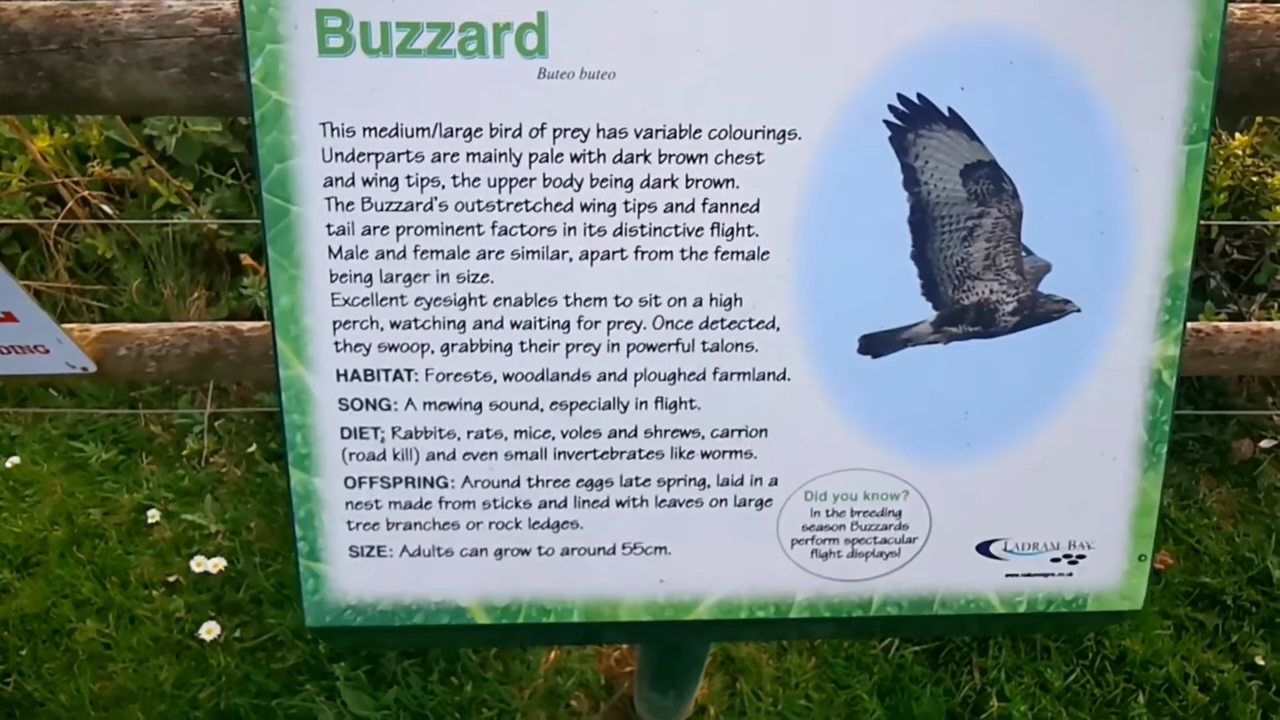 Buzzard
Buteo buteo
This medium/large bird of prey has variable colourings.
Underparts are mainly pale with dark brown chest
and wing tips, the upper body being dark brown.
The Buzzard's outstretched wing tips and fanned
tail are prominent factors in its distinctive flight.
Male and female are similar, apart from the female
being larger in size.
Excellent eyesight enables them to sit on a high
perch, watching and waiting for prey. Once detected,
they swoop, grabbing their prey in powerful talons.
HABITAT: Forests, woodlands and ploughed farmland.
SONG: A mewing sound, especially in flight.
DIET; Rabbits, rats, mice, voles and shrews, carrion
(road kill) and even small invertebrates like worms.
OFFSPRING: Around three eggs late spring, laid in a
nest made from sticks and lined with leaves on large
tree branches or rock ledges.
SIZE: Adults can grow to around 55cm.
Did you know?
In the breeding
season Buzzards
perform spectacular
flight displays!
LADRAM BAY